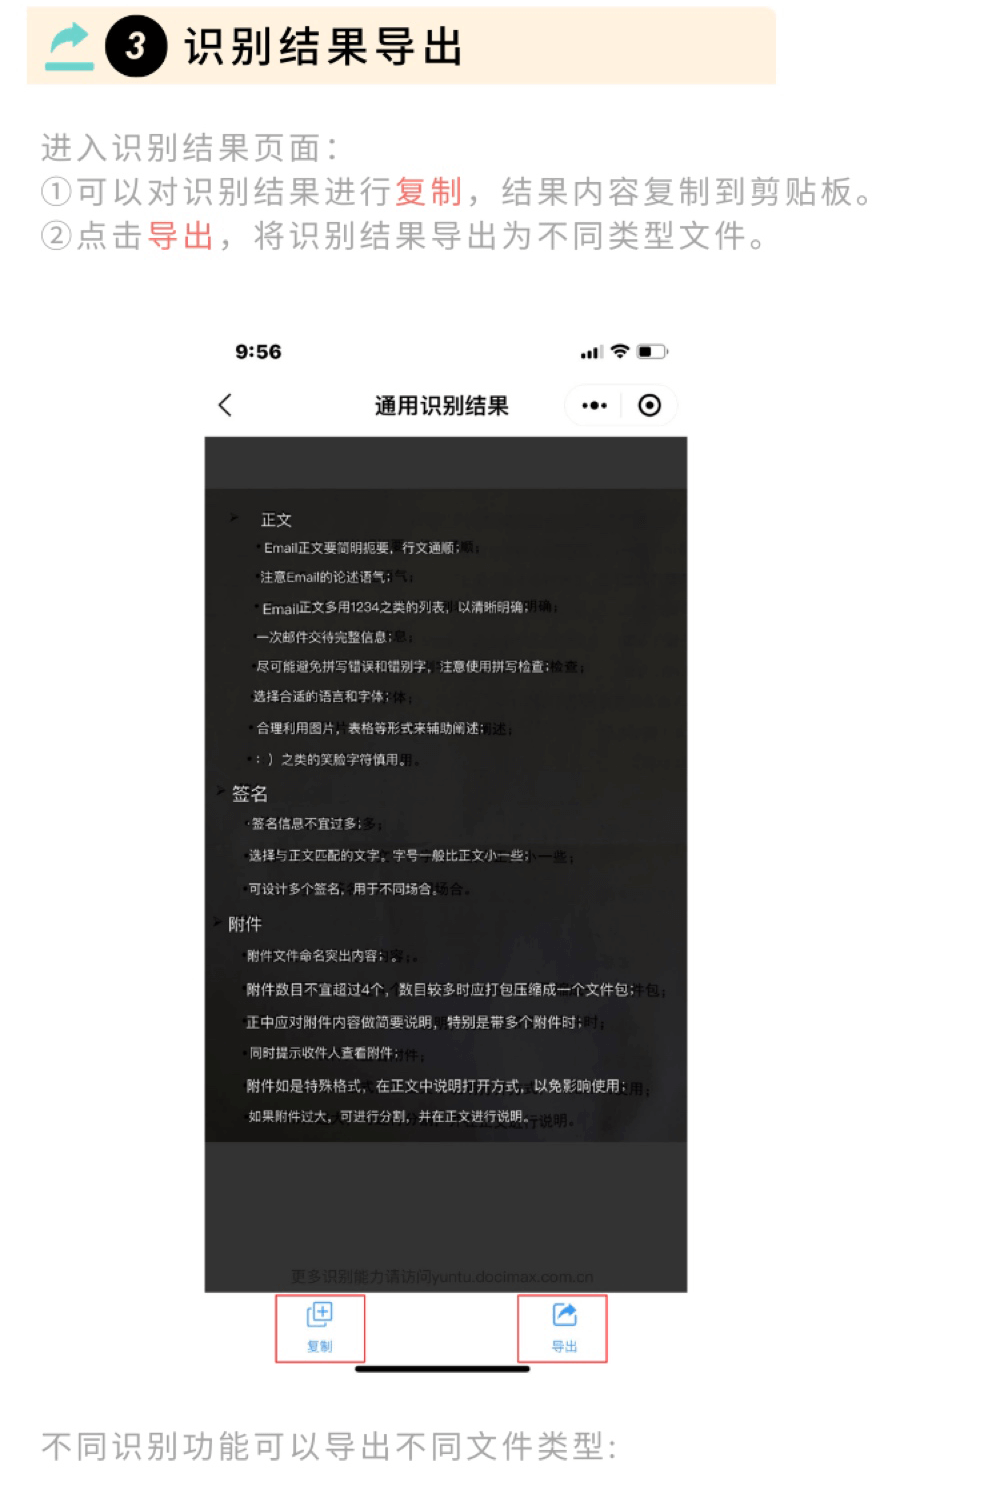 3 识别结果导出
进入识别结果页面：
①可以对识别结果进行复制，结果内容复制到剪贴板。
②点击导出，将识别结果导出为不同类型文件。
9:56
通用识别结果
正文
Email正文要简明扼要，行文通顺；
注意Email的论述语气；
Email正文多用1234之类的列表，以清晰明确；
一次邮件交待完整信息；
尽可能避免拼写错误和错别字，注意使用拼写检查；
选择合适的语言和字体；
合理利用图片，表格等形式来辅助阐述；
：）之类的笑脸字符慎用。
签名
·签名信息不宜过多；
选择与正文匹配的文字。字号一般比正文小一些；
可设计多个签名，用于不同场合。
附件
附件文件命名突出内容；。
附件数目不宜超过4个，数目较多时应打包压缩成一个文件包；
正中应对附件内容做简要说明，特别是带多个附件时；
同时提示收件人查看附件；
附件如是特殊格式，在正文中说明打开方式，以免影响使用；
如果附件过大，可进行分割，并在正文进行说明。
更多识别能力请访问yuntu.docimax.com.cn
复制 导出
不同识别功能可以导出不同文件类型：